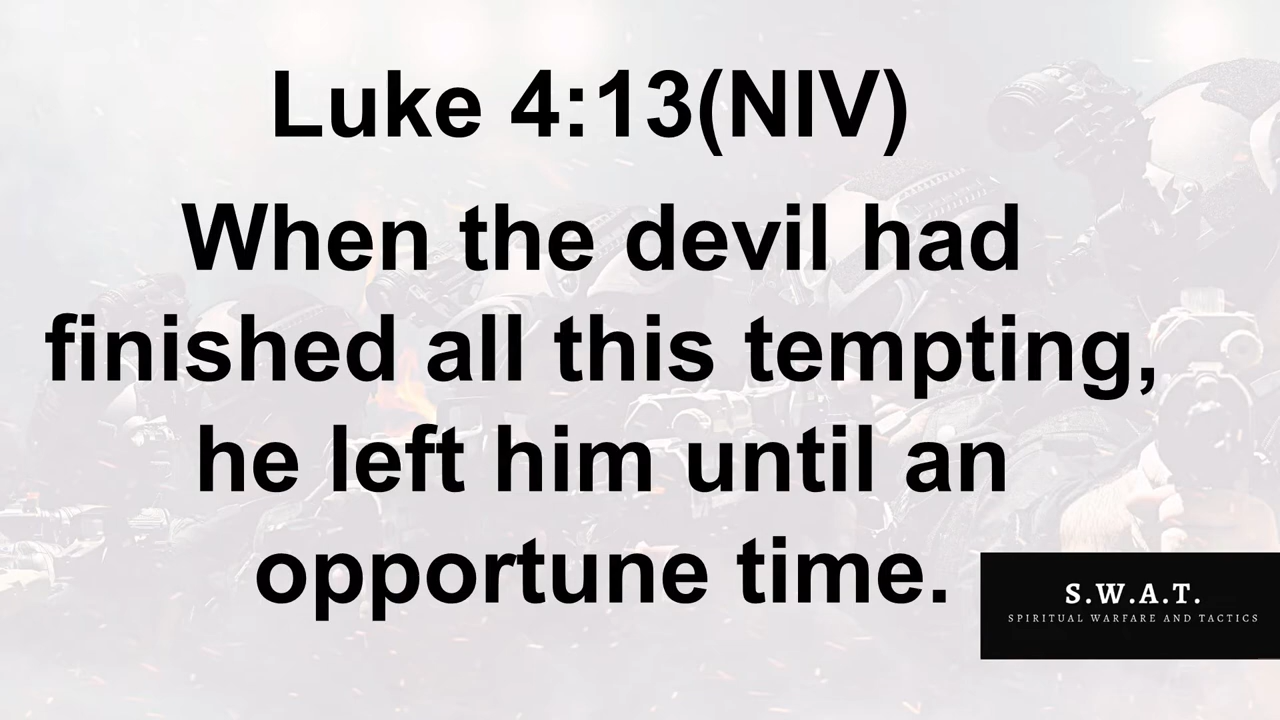 Luke 4:13(NIV)
When the devil had
finished all this tempting,
he left him until an
opportune time.
S.W.A.T.
SPIRITUAL WARFARE AND TACTICS